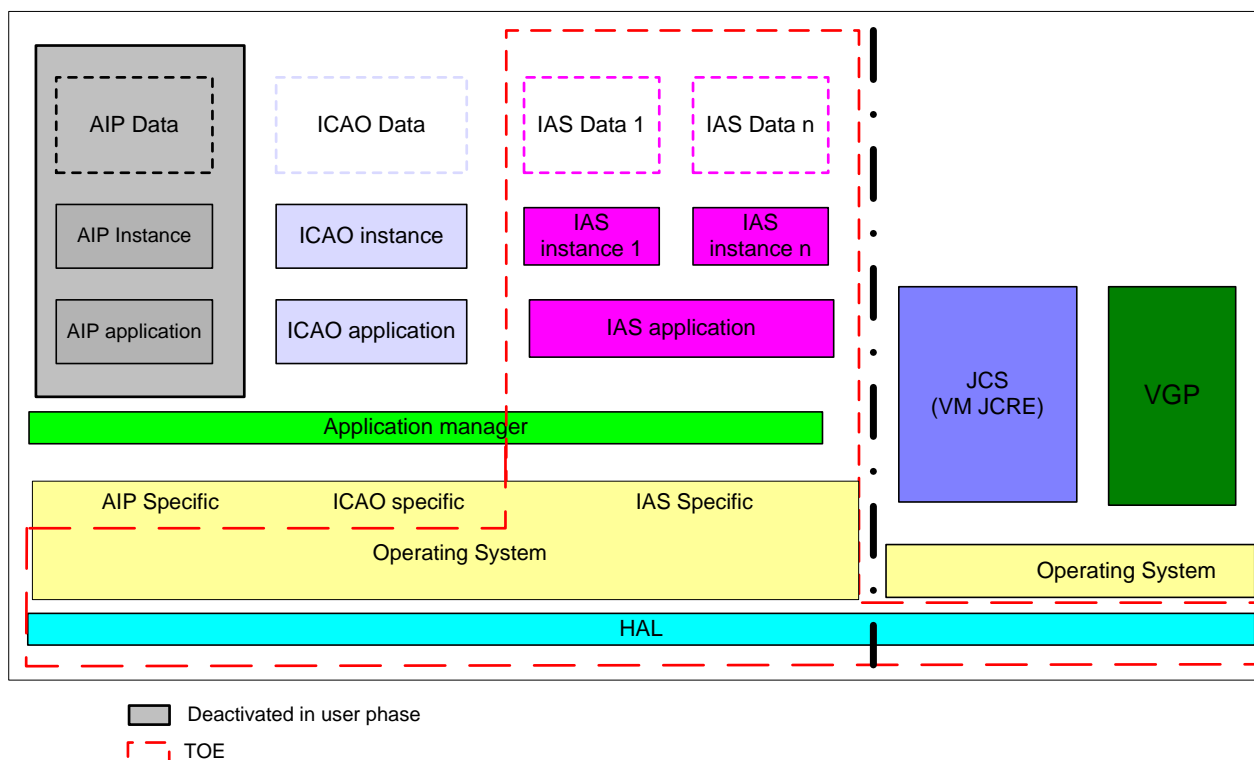 AIP Data
ICAO Data
IAS Data 1
IAS Data n
AIP Instance
ICAO instance
IAS
instance 1
IAS
instance n
AIP application
ICAO application
IAS application
JCS
(VM JCRE)
VGP
Application manager
AIP Specific
ICAO specific
IAS Specific
Operating System
Operating System
HAL
Deactivated in user phase
TOE